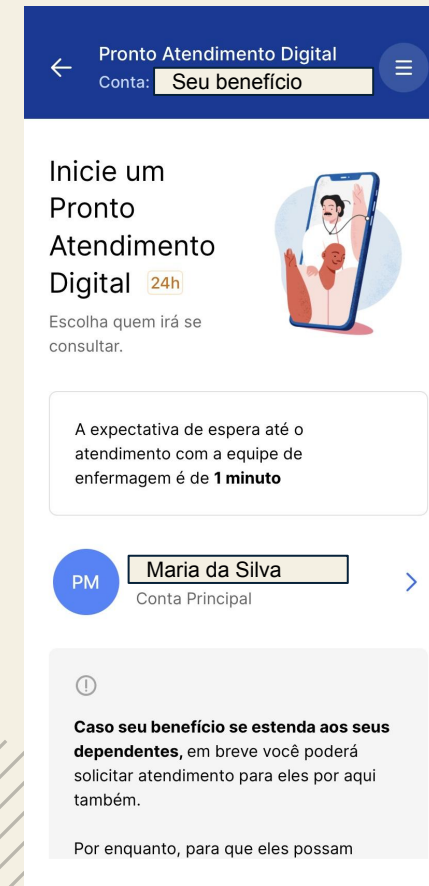 Pronto Atendimento Digital
Conta: Seu benefício
Inicie um
Pronto
Atendimento
Digital 24h
Escolha quem irá se
consultar.
A expectativa de espera até o
atendimento com a equipe de
enfermagem é de 1 minuto
PM
Maria da Silva
Conta Principal
Caso seu benefício se estenda aos seus
dependentes, em breve você poderá
solicitar atendimento para eles por aqui
também.
Por enquanto, para que eles possam